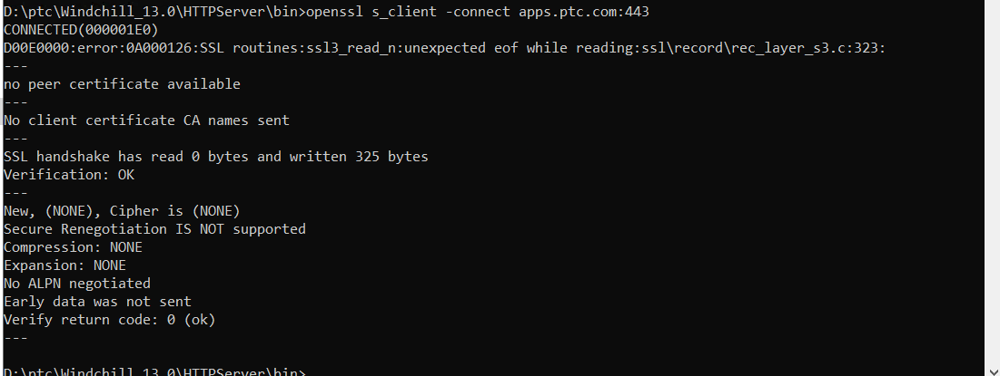 D:\ptc\Windchill_13.0\HTTPServer\bin>openssl s_client -connect apps.ptc.com:443
CONNECTED(000001E0)
D00E0000:error:0A000126:SSL routines:ssl3_read_n:unexpected eof while reading:ssl\record\rec_layer_s3.c:323:
---
no peer certificate available
---
No client certificate CA names sent
---
SSL handshake has read 0 bytes and written 325 bytes
Verification: OK
---
New, (NONE), Cipher is (NONE)
Secure Renegotiation IS NOT supported
Compression: NONE
Expansion: NONE
No ALPN negotiated
Early data was not sent
Verify return code: 0 (ok)
---
D:\ptc\Windchill_13.0\HTTPServer\bin>